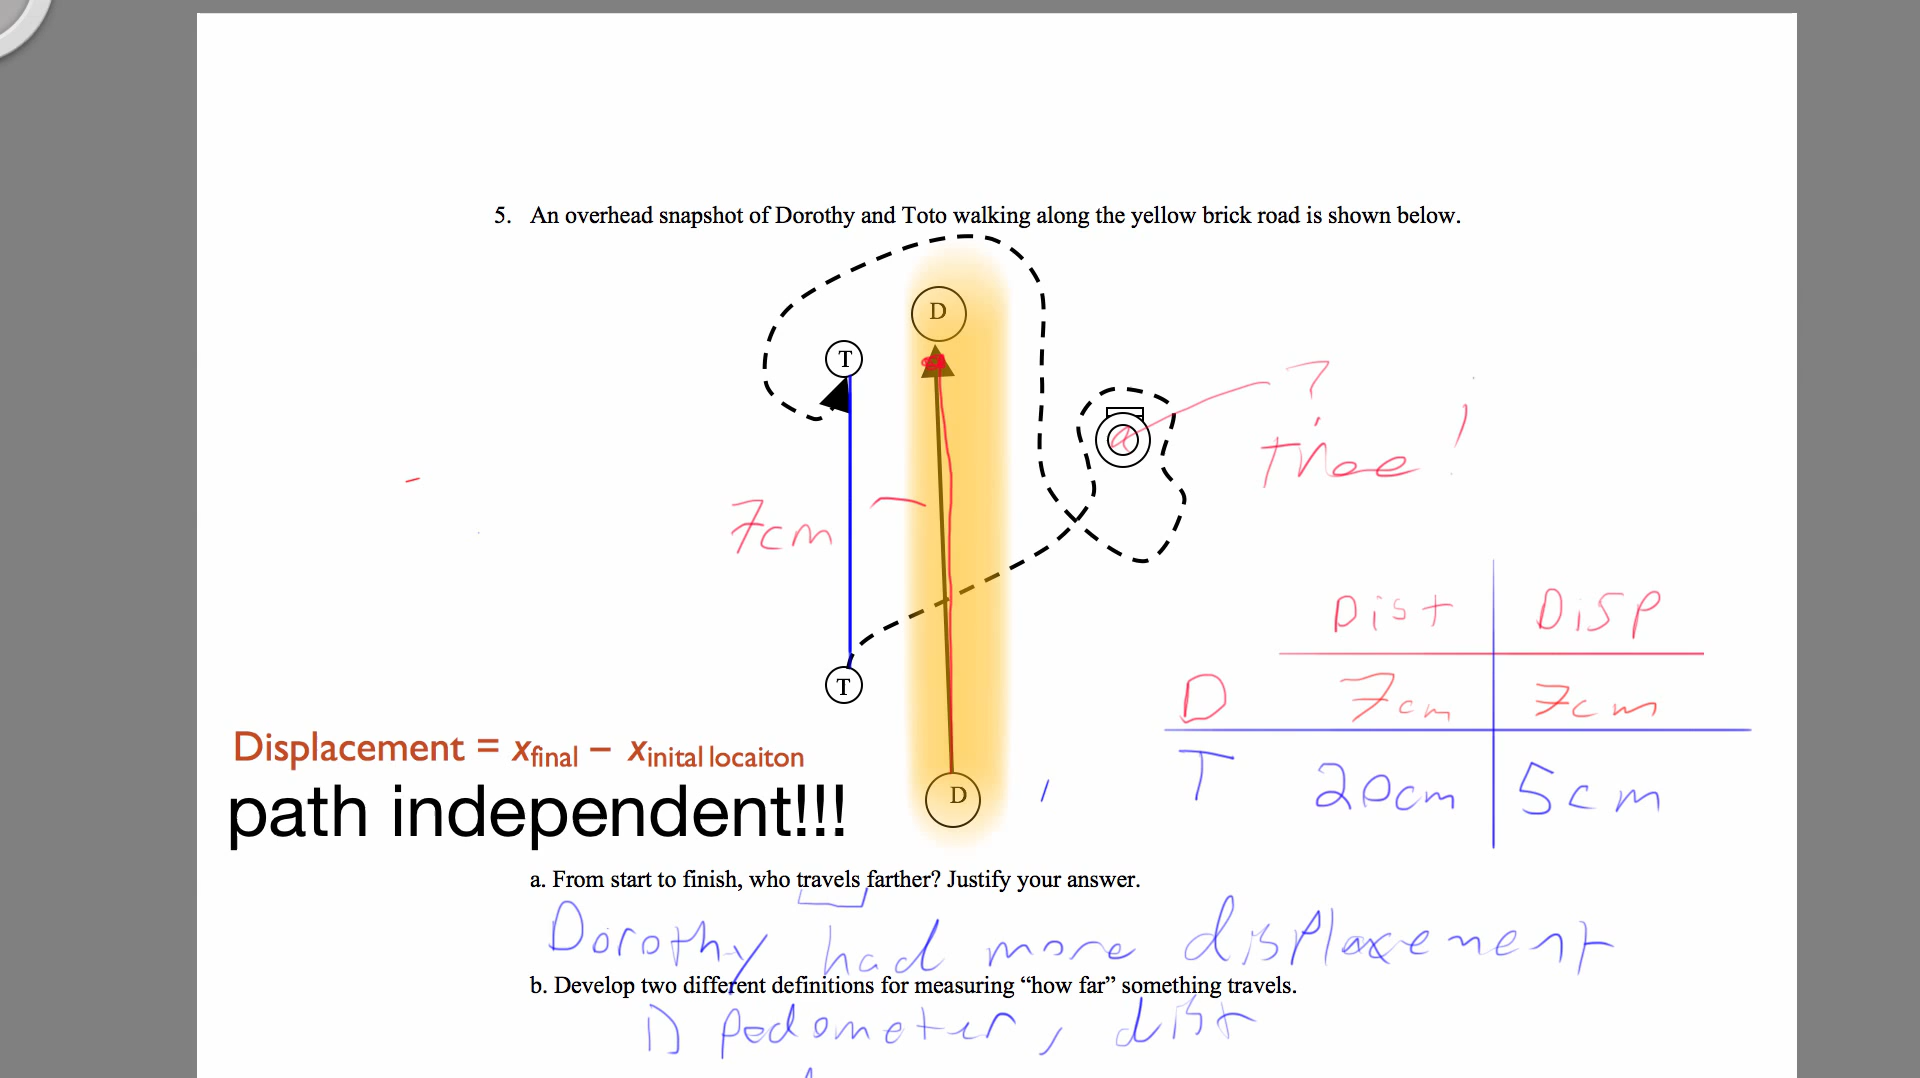 5. An overhead snapshot of Dorothy and Toto walking along the yellow brick road is shown below.
D
T
?
thee!
7cm
Dist Disp
D 7cm 7cm
T
Displacement = xfinal − xinital locaiton
T 20cm 5cm
path independent!!!
D
a. From start to finish, who travels farther? Justify your answer.
Dorothy had more displacement
b. Develop two different definitions for measuring “how far” something travels.
1) pedometer, dist